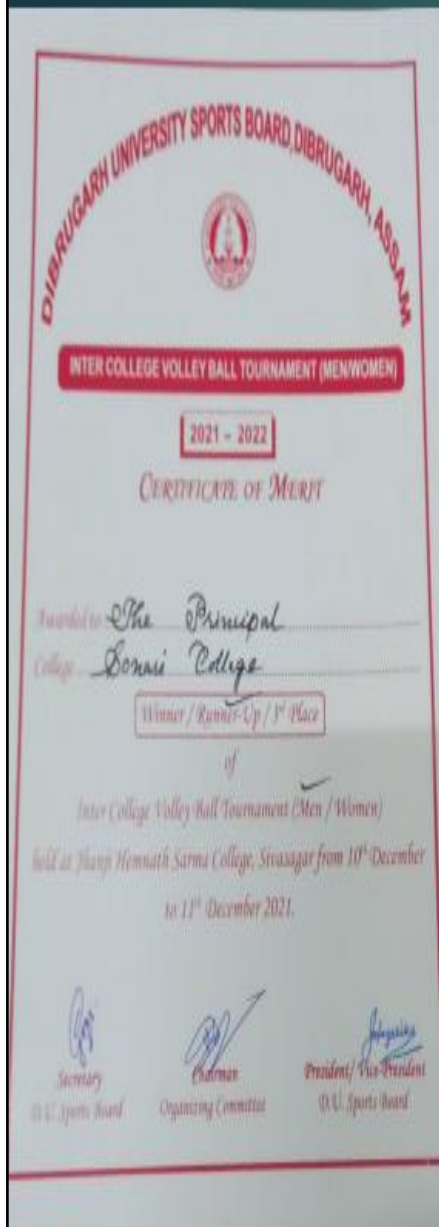 DIBRUGARH UNIVERSITY SPORTS BOARD, DIBRUGARH, ASSAM
INTER COLLEGE VOLLEY BALL TOURNAMENT (MEN/WOMEN)
2021 - 2022
CERTIFICATE OF MERIT
Awarded to The Principal
College Sonari College
Winner / Runner-Up / 3rd Place
of
Inter College Volley Ball Tournament (Men / Women)
held at Jhanji Hemnath Sarma College, Sivasagar from 10th December
to 11th December 2021.
Secretary Chairman President/ Vice-President
D.U. Sports Board Organizing Committee D.U. Sports Board